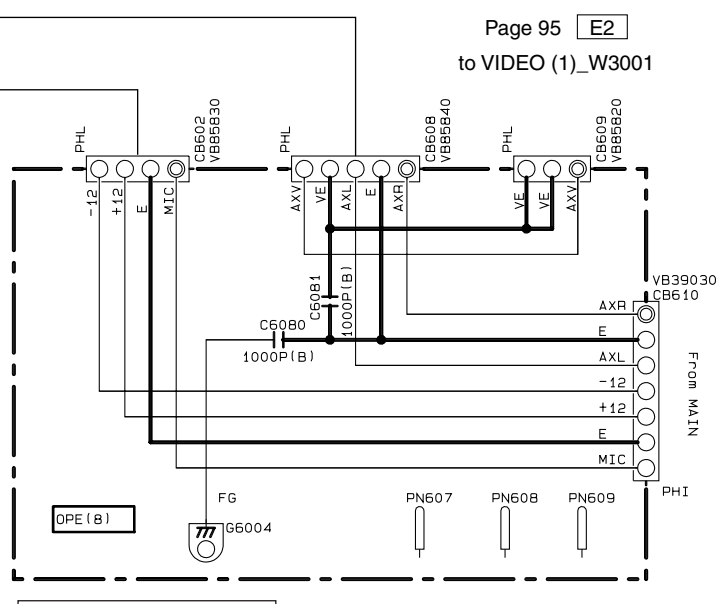 Page 95 E2
to VIDEO (1)_W3001
PHL
CB602
VB85830
PHL
CB608
VB85840
PHL
CB609
VB85820
-12
+12
E
MIC
AXV
VE
AXL
E
AXR
VE
VE
AXV
C6081
1000P(B)
C6080
1000P(B)
VB39030
CB610
AXR
E
AXL
-12
+12
E
MIC
From MAIN
PHI
FG
G6004
OPE(8)
PN607
PN608
PN609